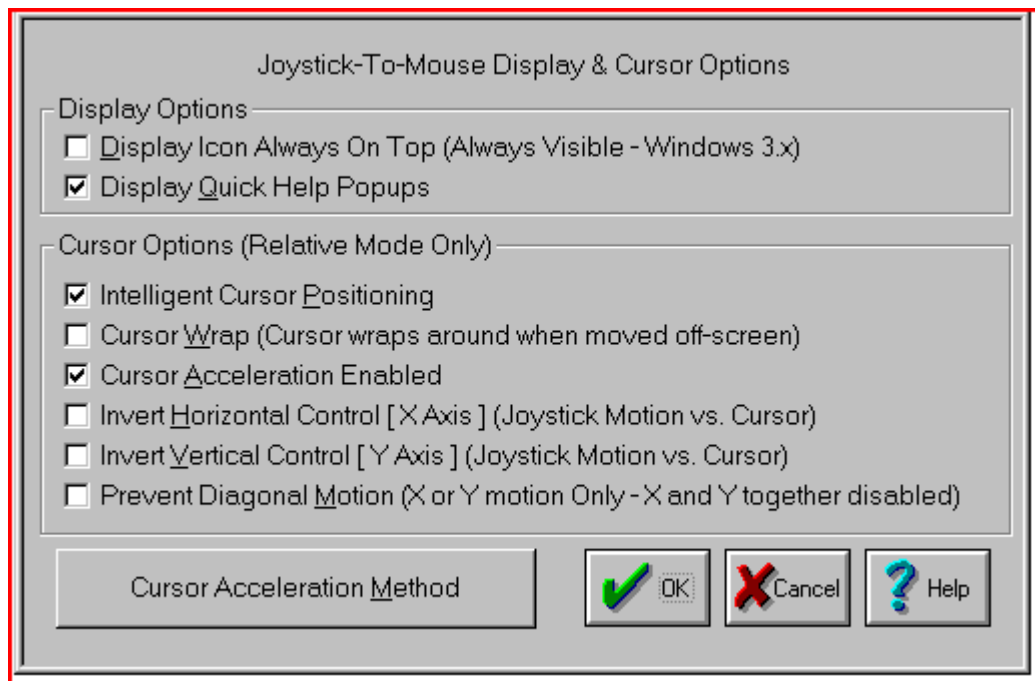 Joystick-To-Mouse Display & Cursor Options
Display Options
Display Icon Always On Top (Always Visible - Windows 3.x)
Display Quick Help Popups
Cursor Options (Relative Mode Only)
Intelligent Cursor Positioning
Cursor Wrap (Cursor wraps around when moved off-screen)
Cursor Acceleration Enabled
Invert Horizontal Control [ X Axis ] (Joystick Motion vs. Cursor)
Invert Vertical Control [ Y Axis ] (Joystick Motion vs. Cursor)
Prevent Diagonal Motion (X or Y motion Only - X and Y together disabled)
Cursor Acceleration Method
OK
Cancel
Help